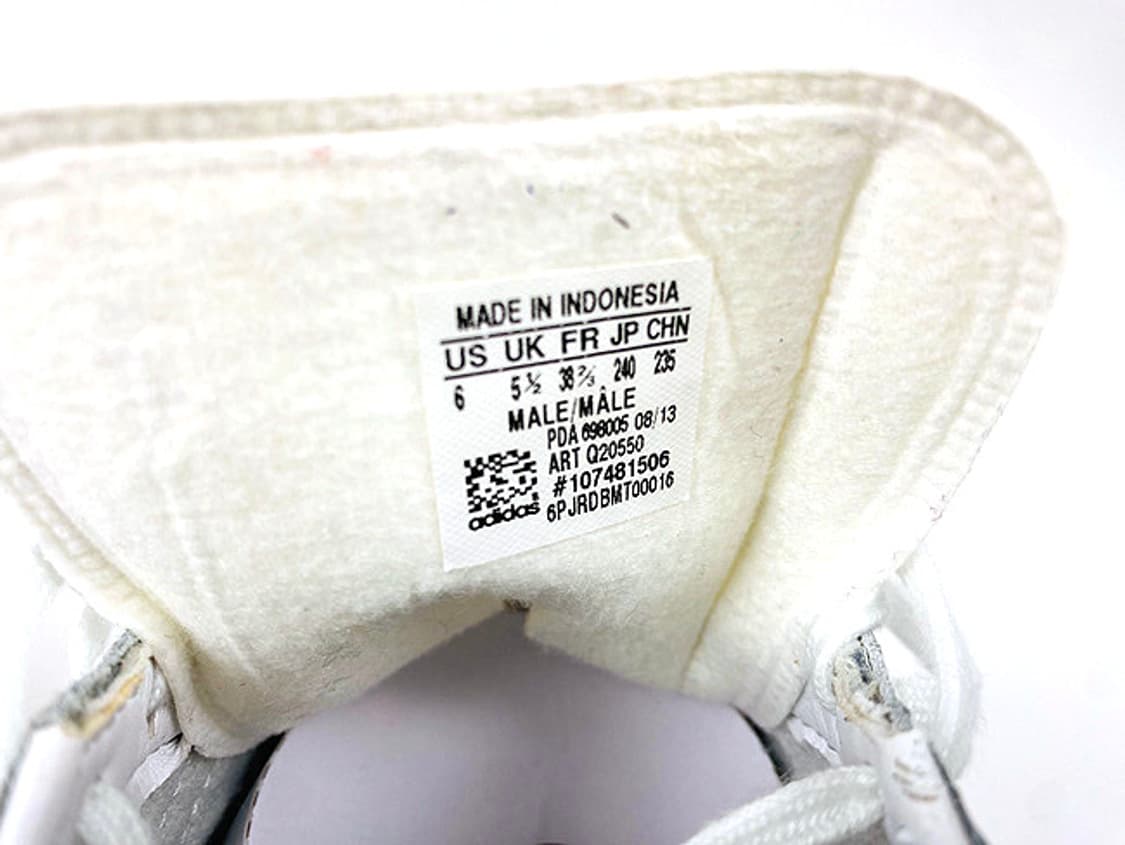 MADE IN INDONESIA
US UK FR JP CHN
6 5½ 38⅔ 240 235
MALE/MÂLE
PDA 698005 08/13
ART Q20550
#107481506
adidas 6PJRDBMT00016